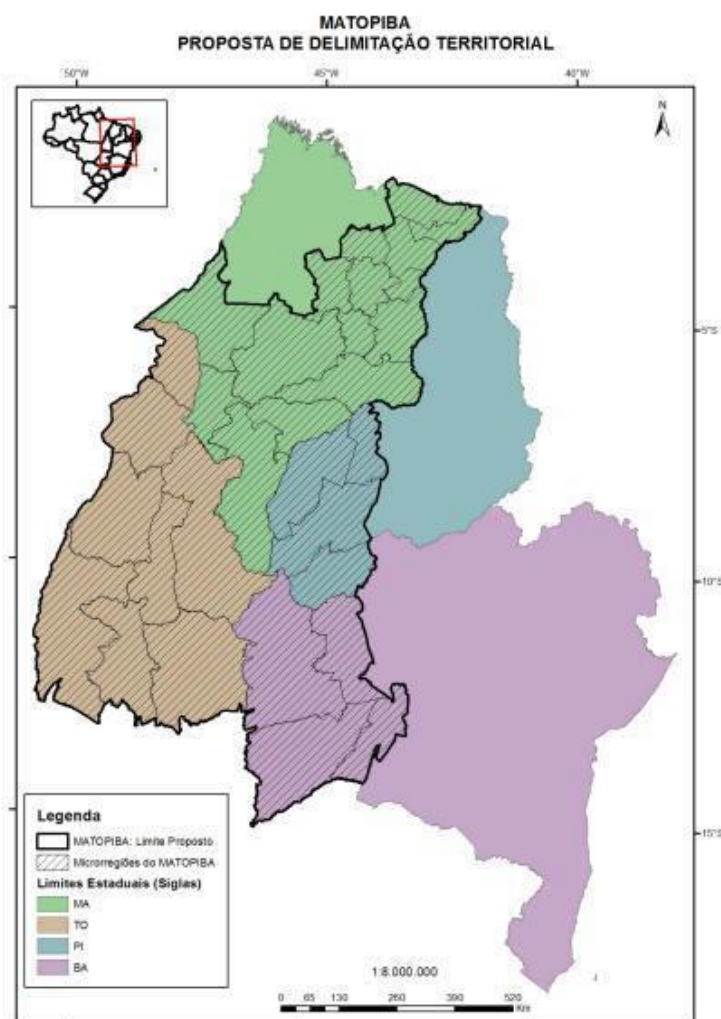 MATOPIBA
PROPOSTA DE DELIMITAÇÃO TERRITORIAL
50°W
45°W
40°W
N
5°S
10°S
15°S
Legenda
MATOPIBA: Limite Proposto
Microrregiões do MATOPIBA
Limites Estaduais (Siglas)
MA
TO
PI
BA
1:8.000.000
0 65 130 260 390 520
Km